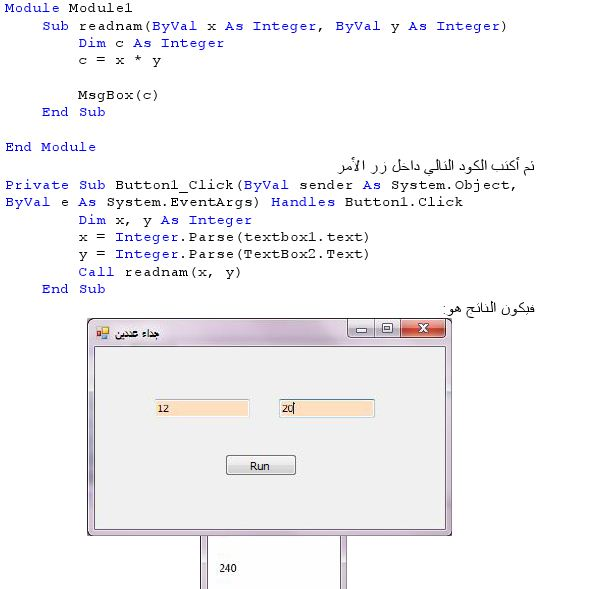 Module Module1
Sub readnam(ByVal x As Integer, ByVal y As Integer)
Dim c As Integer
c = x * y
MsgBox(c)
End Sub
End Module
ثم أكتب الكود التالي داخل زر الأمر
Private Sub Button1_Click(ByVal sender As System.Object,
ByVal e As System.EventArgs) Handles Button1.Click
Dim x, y As Integer
x = Integer.Parse(textbox1.text)
y = Integer.Parse(TextBox2.Text)
Call readnam(x, y)
End Sub
فيكون الناتج هو:
جداء عددين
12 20
Run
240